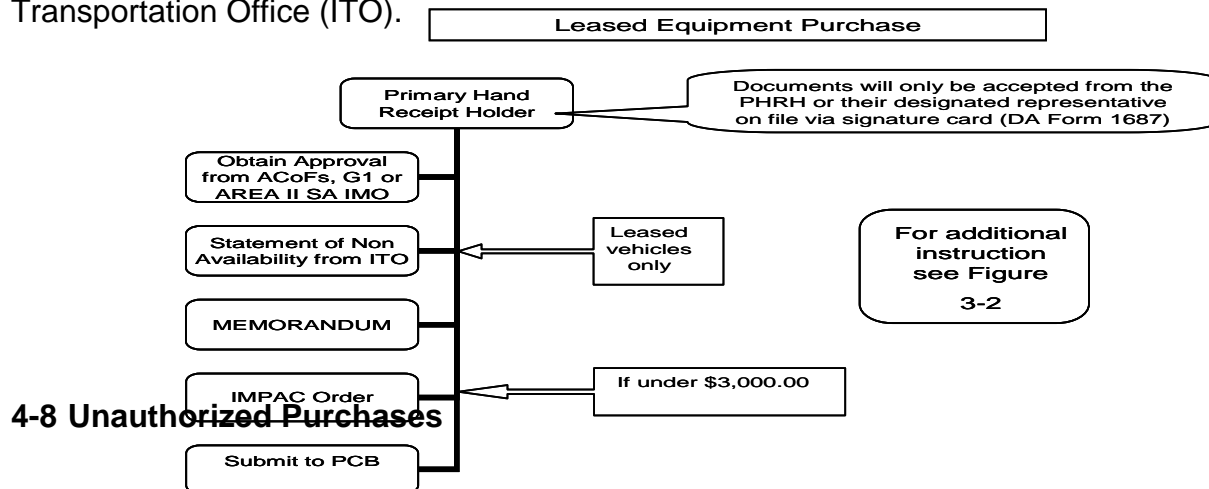 Transportation Office (ITO).
Leased Equipment Purchase
Primary Hand
Receipt Holder
Documents will only be accepted from the
PHRH or their designated representative
on file via signature card (DA Form 1687)
Obtain Approval
from ACoFs, G1 or
AREA II SA IMO
Statement of Non
Availability from ITO
Leased
vehicles
only
For additional
instruction
see Figure
3-2
MEMORANDUM
IMPAC Order
If under $3,000.00
4-8 Unauthorized Purchases
Submit to PCB